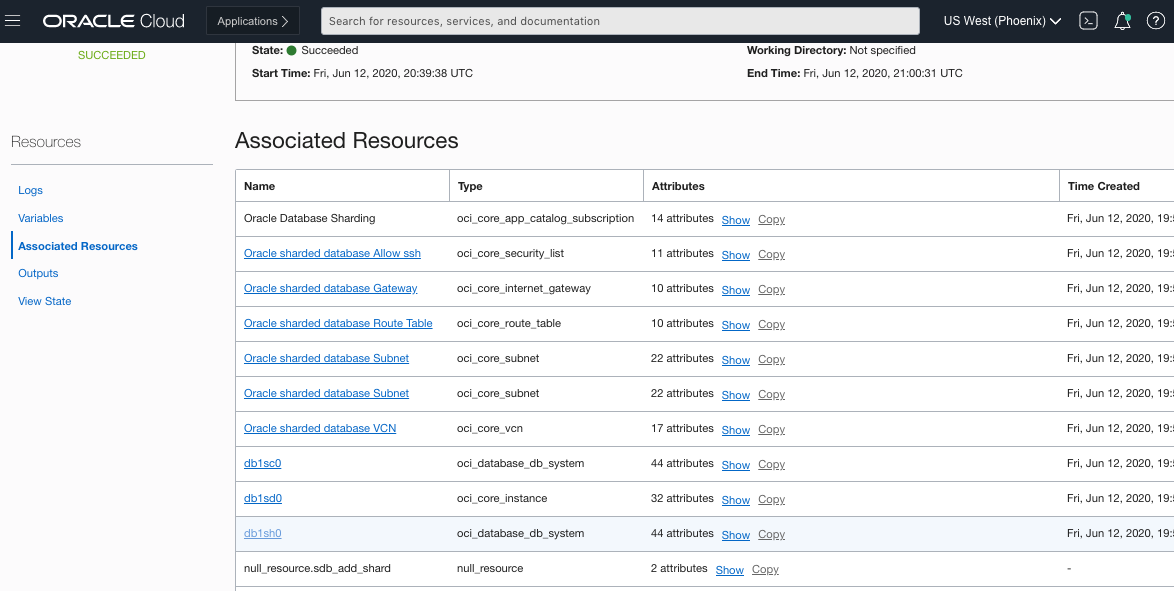 ORACLE Cloud Applications > Search for resources, services, and documentation US West (Phoenix)
SUCCEEDED
State: Succeeded Working Directory: Not specified
Start Time: Fri, Jun 12, 2020, 20:39:38 UTC End Time: Fri, Jun 12, 2020, 21:00:31 UTC
Resources
Logs
Variables
Associated Resources
Outputs
View State
Associated Resources
Name Type Attributes Time Created
Oracle Database Sharding oci_core_app_catalog_subscription 14 attributes Show Copy Fri, Jun 12, 2020, 19:
Oracle sharded database Allow ssh oci_core_security_list 11 attributes Show Copy Fri, Jun 12, 2020, 19:
Oracle sharded database Gateway oci_core_internet_gateway 10 attributes Show Copy Fri, Jun 12, 2020, 19:
Oracle sharded database Route Table oci_core_route_table 10 attributes Show Copy Fri, Jun 12, 2020, 19:
Oracle sharded database Subnet oci_core_subnet 22 attributes Show Copy Fri, Jun 12, 2020, 19:
Oracle sharded database Subnet oci_core_subnet 22 attributes Show Copy Fri, Jun 12, 2020, 19:
Oracle sharded database VCN oci_core_vcn 17 attributes Show Copy Fri, Jun 12, 2020, 19:
db1sc0 oci_database_db_system 44 attributes Show Copy Fri, Jun 12, 2020, 19:
db1sd0 oci_core_instance 32 attributes Show Copy Fri, Jun 12, 2020, 19:
db1sh0 oci_database_db_system 44 attributes Show Copy Fri, Jun 12, 2020, 19:
null_resource.sdb_add_shard null_resource 2 attributes Show Copy -